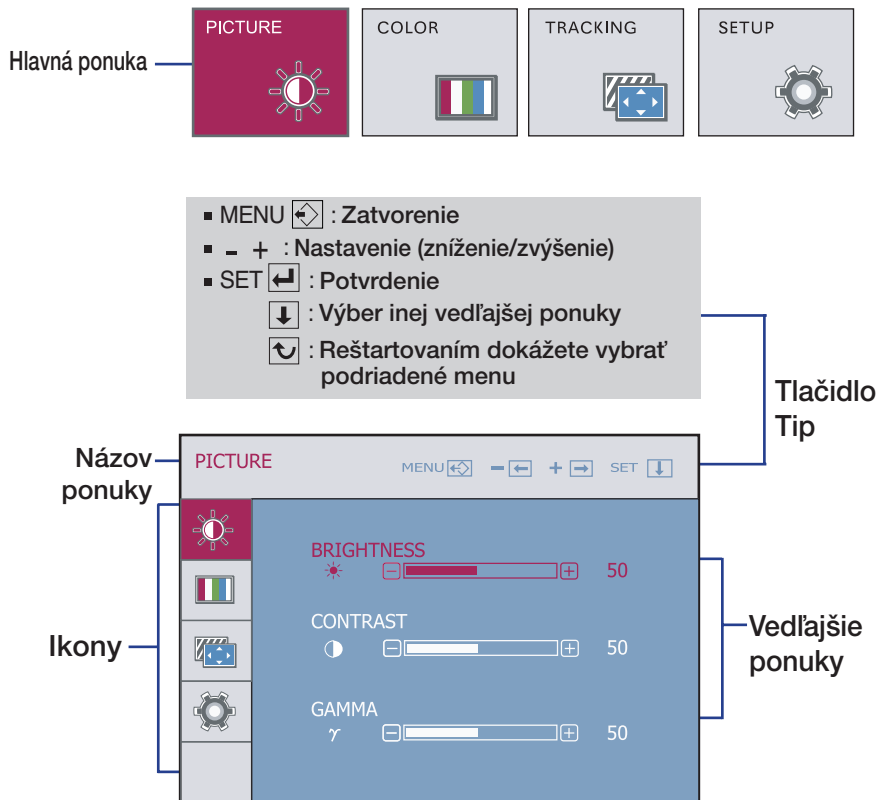 PICTURE COLOR TRACKING SETUP
Hlavná ponuka
MENU : Zatvorenie
- + : Nastavenie (zníženie/zvýšenie)
SET : Potvrdenie
: Výber inej vedľajšej ponuky
: Reštartovaním dokážete vybrať
podriadené menu
Tlačidlo
Tip
Názov
ponuky
PICTURE MENU - + SET
BRIGHTNESS
50
CONTRAST
50
GAMMA
γ 50
Ikony
Vedľajšie
ponuky